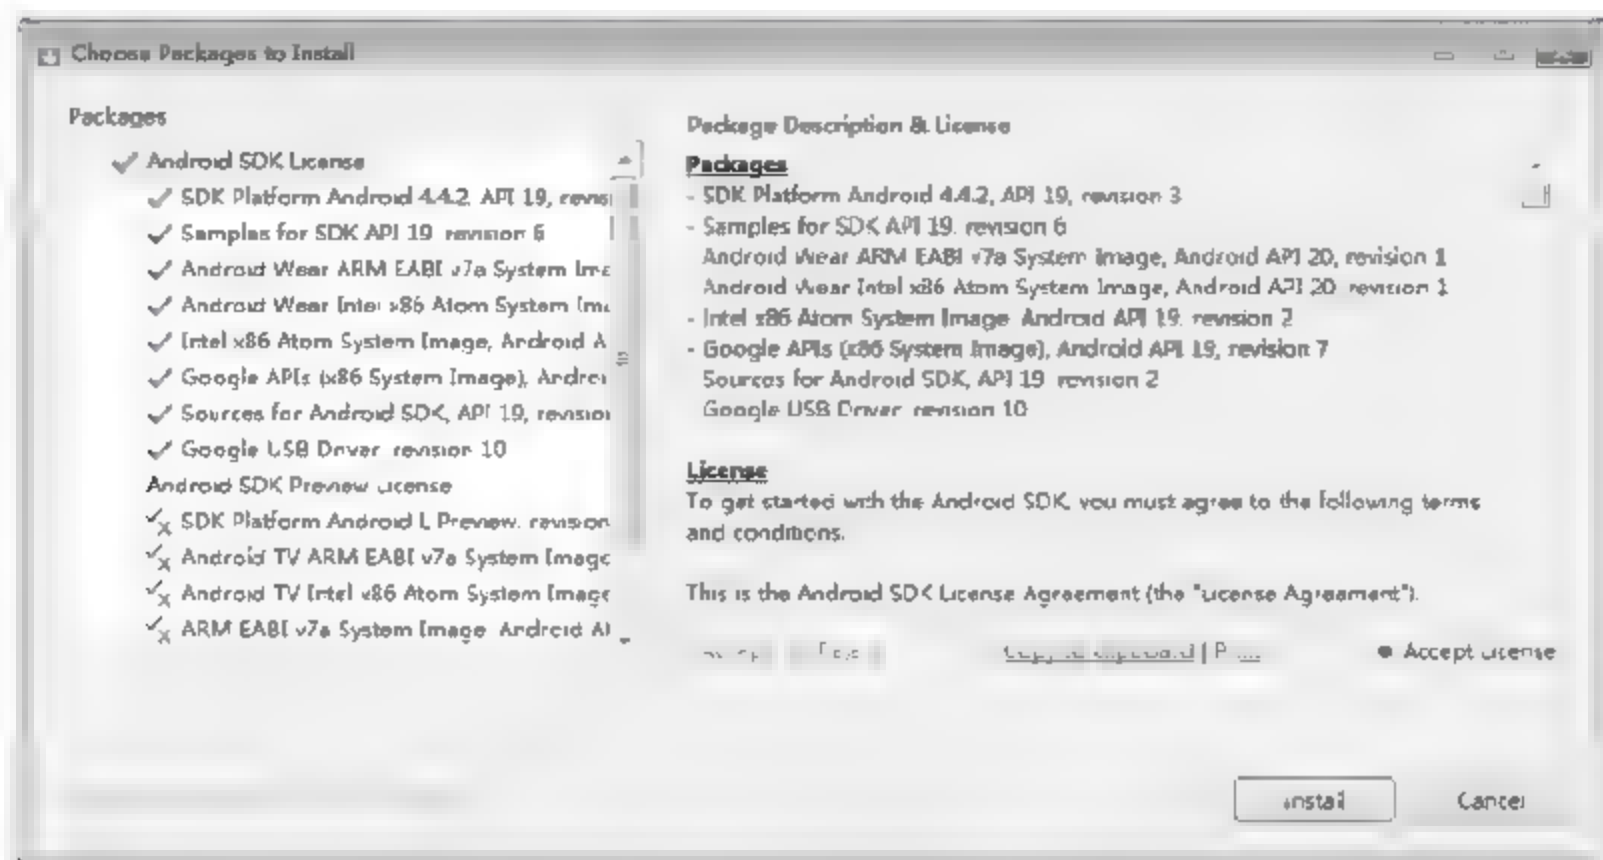 Choose Packages to Install
Packages
Android SDK License
SDK Platform Android 4.4.2, API 19, revisi
Samples for SDK API 19, revision 6
Android Wear ARM EABI v7a System Ima
Android Wear Intel x86 Atom System Ima
Intel x86 Atom System Image, Android A
Google APIs (x86 System Image), Androi
Sources for Android SDK, API 19, revision
Google USB Driver, revision 10
Android SDK Preview License
SDK Platform Android L Preview, revision
Android TV ARM EABI v7a System Image
Android TV Intel x86 Atom System Image
ARM EABI v7a System Image, Android AI
Package Description & License
Packages
- SDK Platform Android 4.4.2, API 19, revision 3
- Samples for SDK API 19, revision 6
Android Wear ARM EABI v7a System Image, Android API 20, revision 1
Android Wear Intel x86 Atom System Image, Android API 20, revision 1
- Intel x86 Atom System Image, Android API 19, revision 2
- Google APIs (x86 System Image), Android API 19, revision 7
Sources for Android SDK, API 19, revision 2
Google USB Driver, revision 10
License
To get started with the Android SDK, you must agree to the following terms
and conditions.
This is the Android SDK License Agreement (the "License Agreement").
Copy to clipboard | Print
Accept License
Install
Cancel